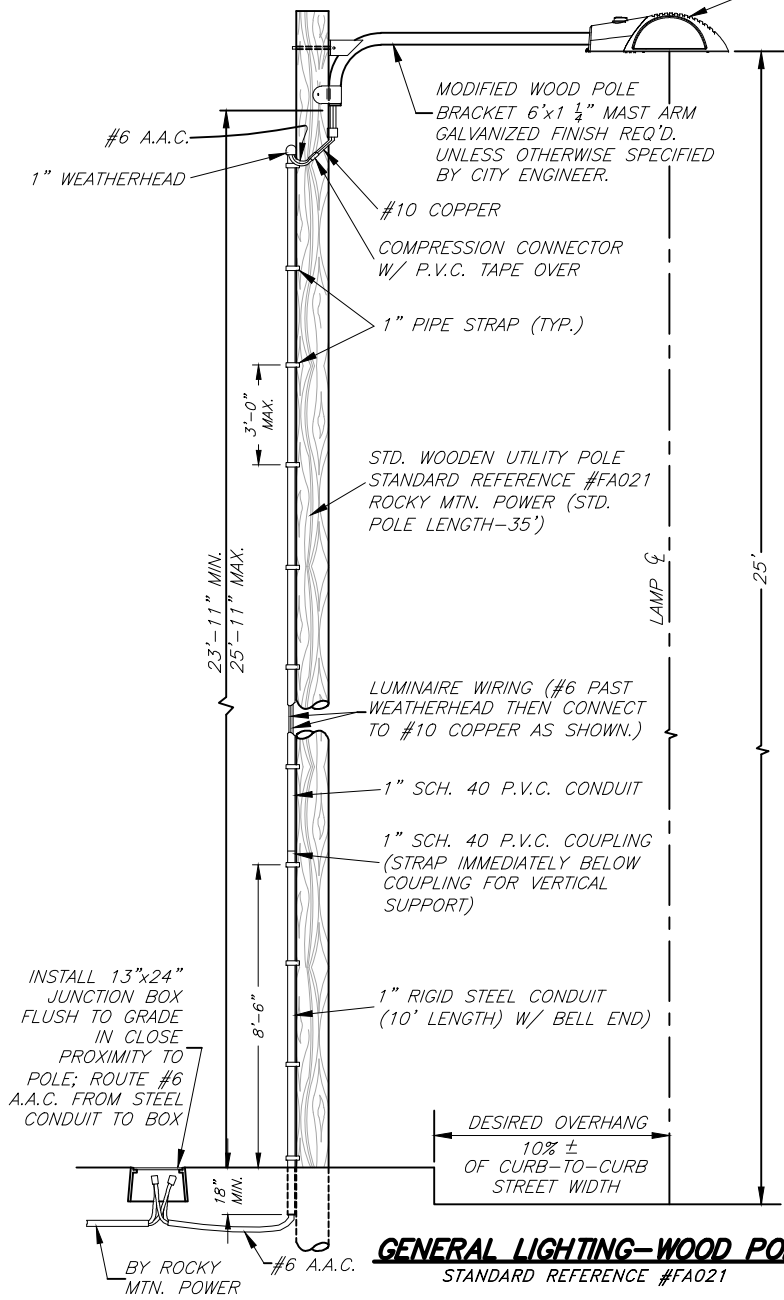 MODIFIED WOOD POLE
BRACKET 6'x1 1/4" MAST ARM
GALVANIZED FINISH REQ'D.
UNLESS OTHERWISE SPECIFIED
BY CITY ENGINEER.
#6 A.A.C.
1" WEATHERHEAD
#10 COPPER
COMPRESSION CONNECTOR
W/ P.V.C. TAPE OVER
1" PIPE STRAP (TYP.)
3'-0"
MAX.
STD. WOODEN UTILITY POLE
STANDARD REFERENCE #FA021
ROCKY MTN. POWER (STD.
POLE LENGTH-35')
LAMP ℄
25'
23'-11" MIN.
25'-11" MAX.
LUMINAIRE WIRING (#6 PAST
WEATHERHEAD THEN CONNECT
TO #10 COPPER AS SHOWN.)
1" SCH. 40 P.V.C. CONDUIT
1" SCH. 40 P.V.C. COUPLING
(STRAP IMMEDIATELY BELOW
COUPLING FOR VERTICAL
SUPPORT)
8'-6"
1" RIGID STEEL CONDUIT
(10' LENGTH) W/ BELL END)
INSTALL 13"x24"
JUNCTION BOX
FLUSH TO GRADE
IN CLOSE
PROXIMITY TO
POLE; ROUTE #6
A.A.C. FROM STEEL
CONDUIT TO BOX
DESIRED OVERHANG
10% ±
OF CURB-TO-CURB
STREET WIDTH
18"
MIN.
BY ROCKY
MTN. POWER
#6 A.A.C.
GENERAL LIGHTING-WOOD PO
STANDARD REFERENCE #FA021